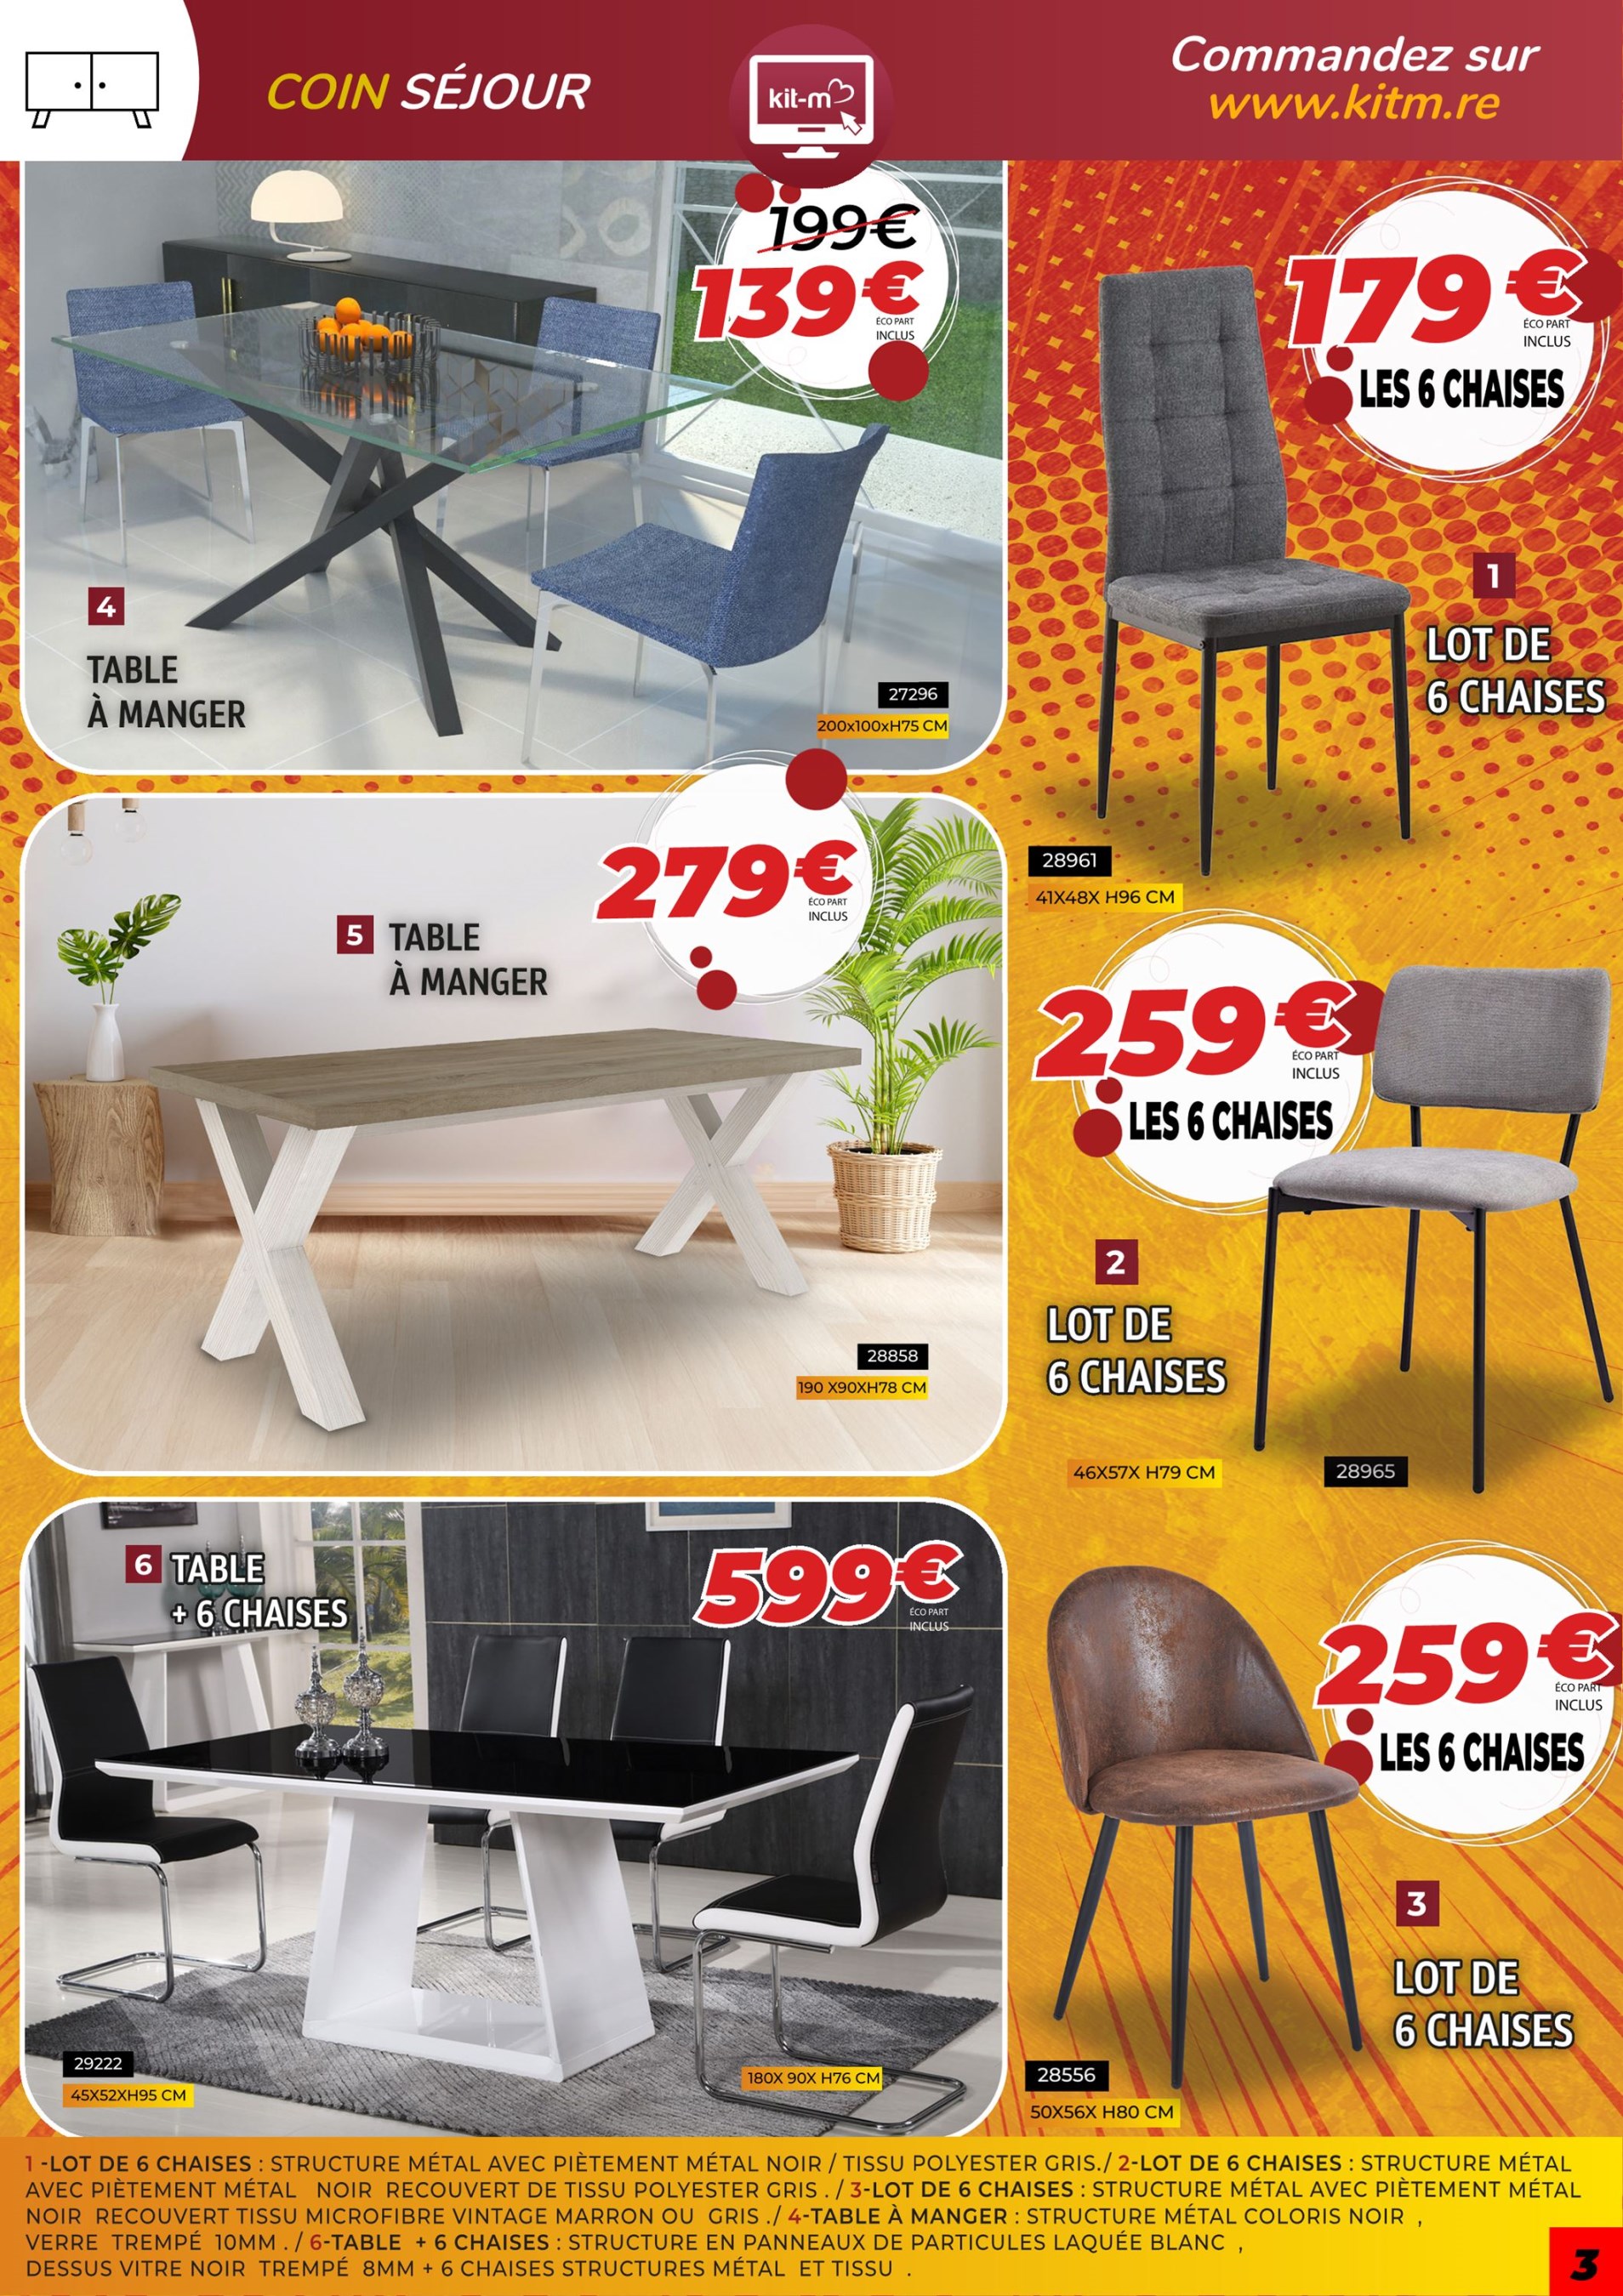 COIN SÉJOUR
kit-m
Commandez sur
www.kitm.re
199€
139€
ÉCO PART
INCLUS
4
TABLE
À MANGER
27296
200x100xH75 CM
179€
ÉCO PART
INCLUS
LES 6 CHAISES
1
LOT DE
6 CHAISES
28961
41X48X H96 CM
279€
ÉCO PART
INCLUS
5 TABLE
À MANGER
28858
190 X90XH78 CM
259€
ÉCO PART
INCLUS
LES 6 CHAISES
2
LOT DE
6 CHAISES
46X57X H79 CM
28965
6 TABLE
+ 6 CHAISES
599€
ÉCO PART
INCLUS
29222
45X52XH95 CM
180X 90X H76 CM
259€
ÉCO PART
INCLUS
LES 6 CHAISES
3
LOT DE
6 CHAISES
28556
50X56X H80 CM
1 -LOT DE 6 CHAISES : STRUCTURE MÉTAL AVEC PIÈTEMENT MÉTAL NOIR / TISSU POLYESTER GRIS./ 2-LOT DE 6 CHAISES : STRUCTURE MÉTAL
AVEC PIÈTEMENT MÉTAL NOIR RECOUVERT DE TISSU POLYESTER GRIS . / 3-LOT DE 6 CHAISES : STRUCTURE MÉTAL AVEC PIÈTEMENT MÉTAL
NOIR RECOUVERT TISSU MICROFIBRE VINTAGE MARRON OU GRIS ./ 4-TABLE À MANGER : STRUCTURE MÉTAL COLORIS NOIR ,
VERRE TREMPÉ 10MM . / 6-TABLE + 6 CHAISES : STRUCTURE EN PANNEAUX DE PARTICULES LAQUÉE BLANC ,
DESSUS VITRE NOIR TREMPÉ 8MM + 6 CHAISES STRUCTURES MÉTAL ET TISSU .
3